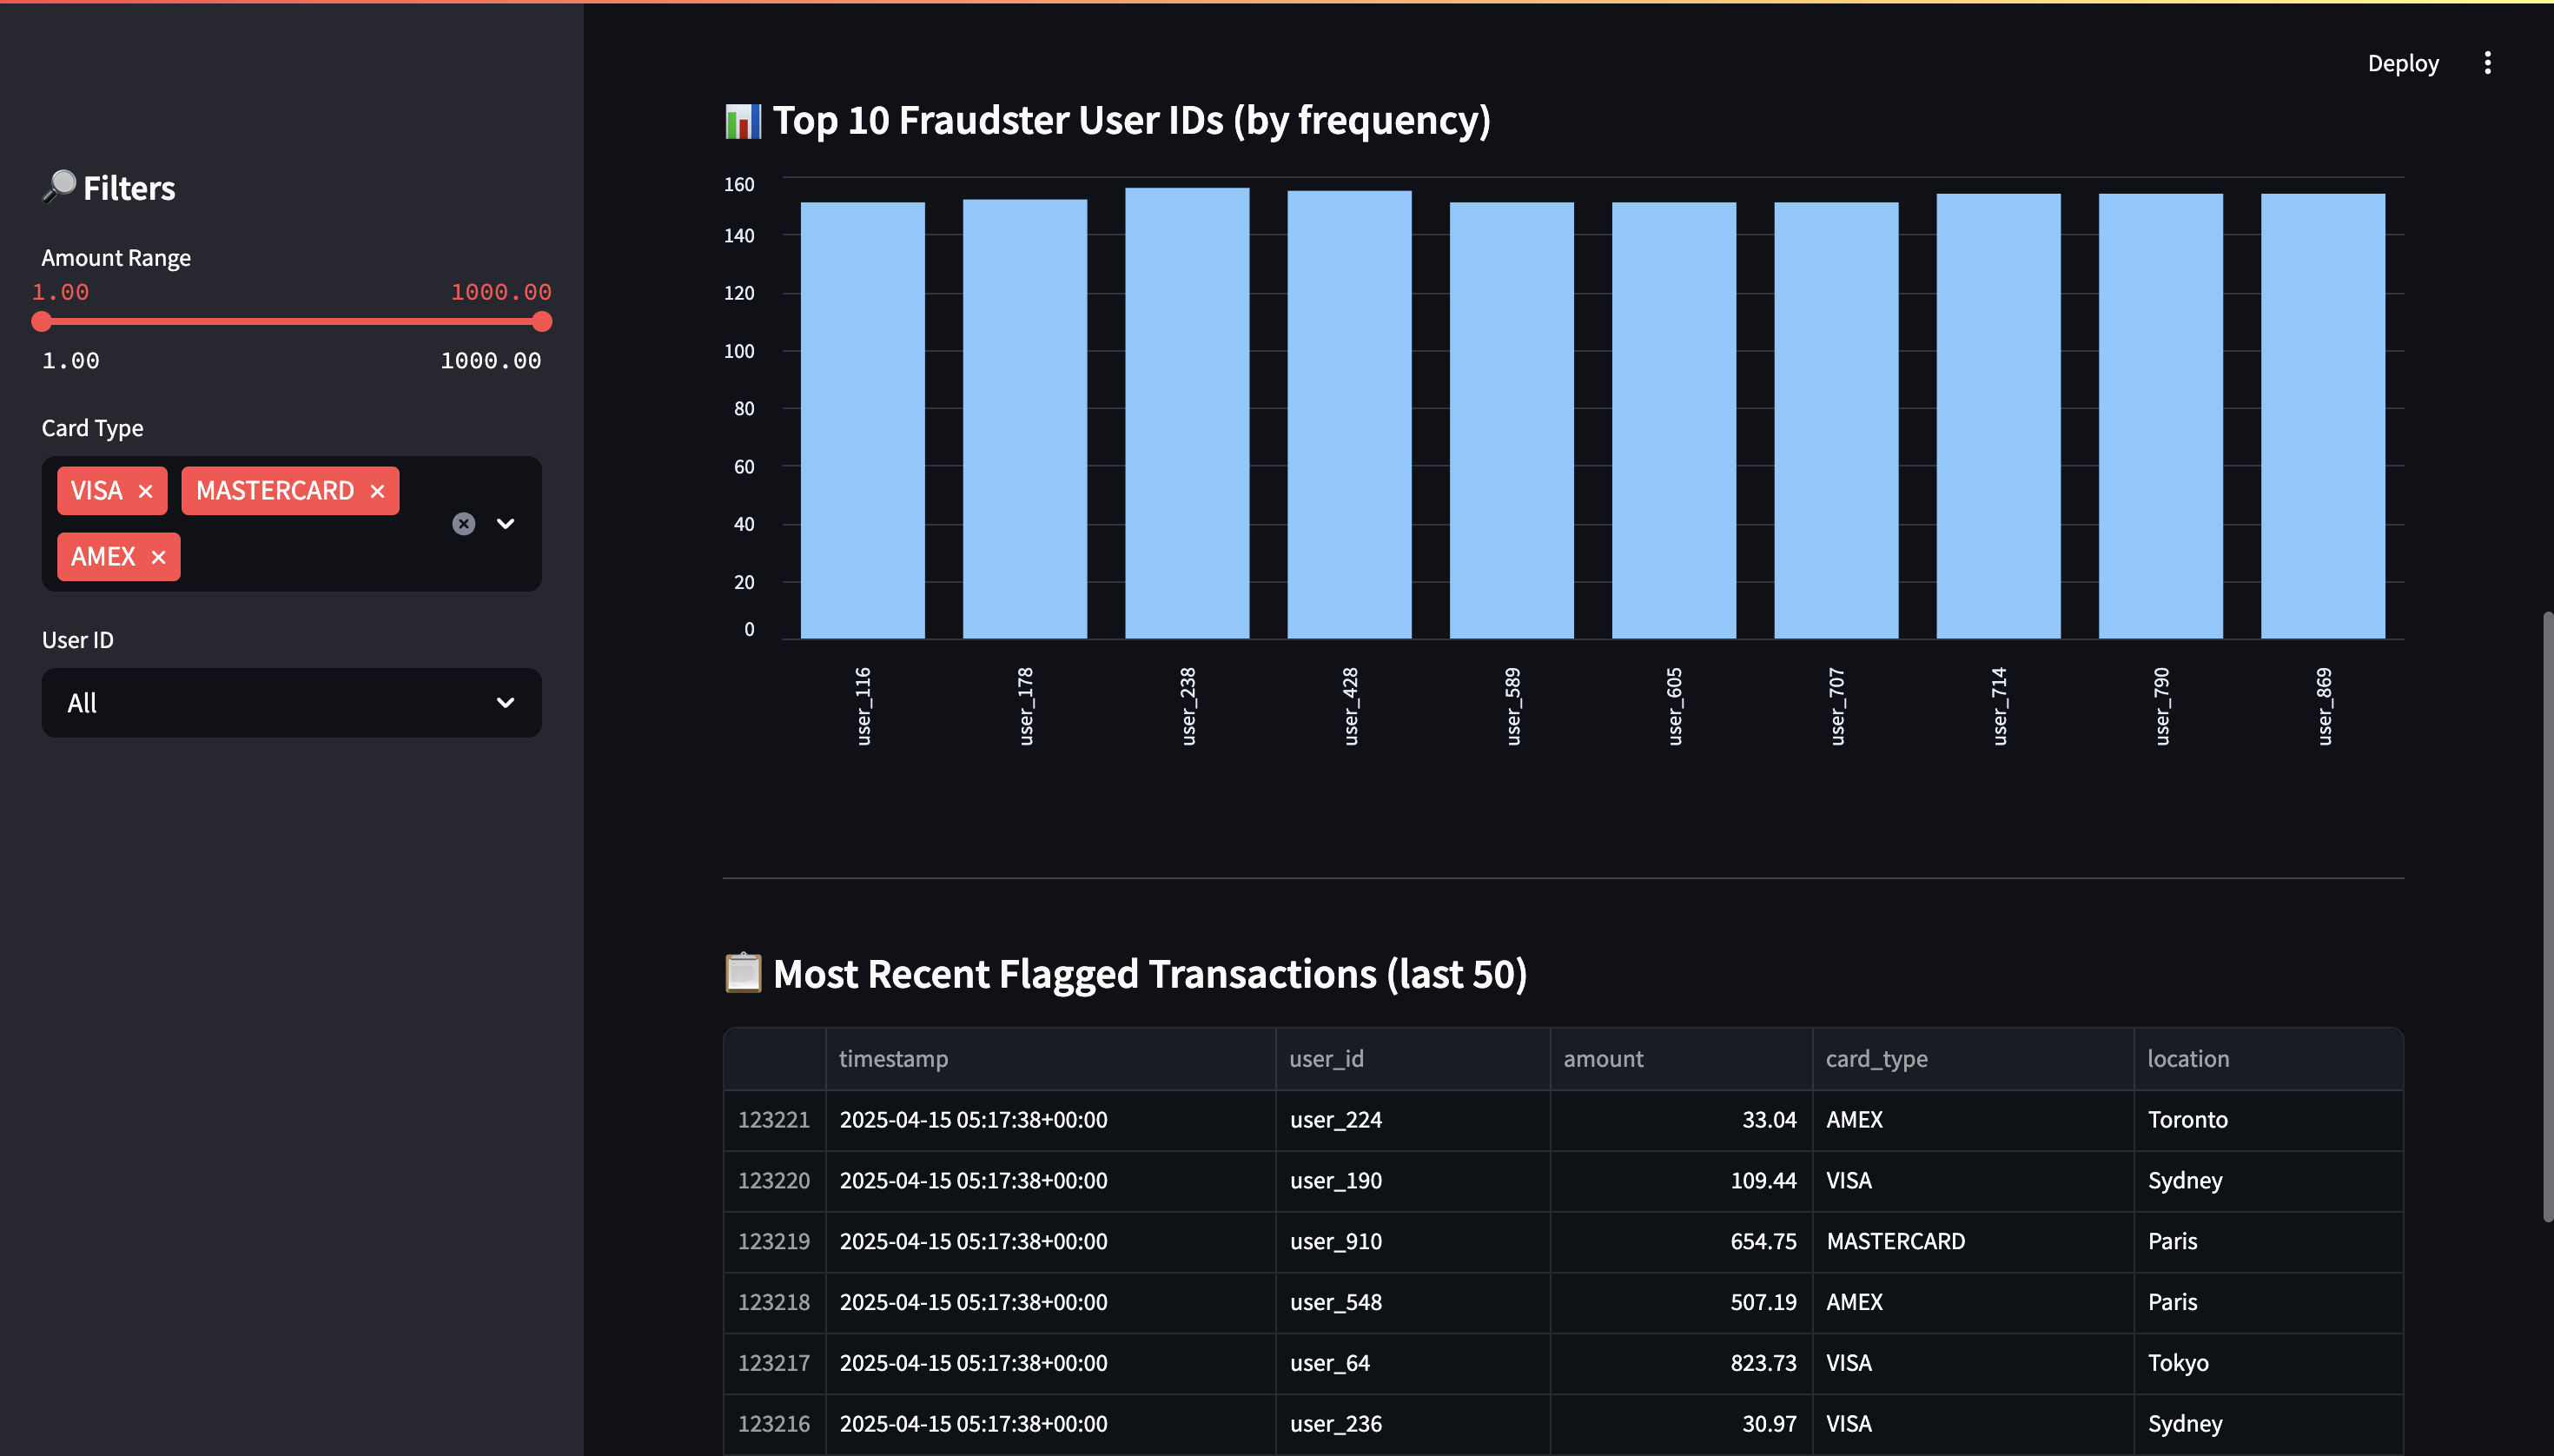 Deploy
Filters
Amount Range
1.00 1000.00
1.00 1000.00
Card Type
VISA MASTERCARD
AMEX
User ID
All
Top 10 Fraudster User IDs (by frequency)
160
140
120
100
80
60
40
20
0
user_116 user_178 user_238 user_428 user_589 user_605 user_707 user_714 user_790 user_869
Most Recent Flagged Transactions (last 50)
timestamp user_id amount card_type location
123221 2025-04-15 05:17:38+00:00 user_224 33.04 AMEX Toronto
123220 2025-04-15 05:17:38+00:00 user_190 109.44 VISA Sydney
123219 2025-04-15 05:17:38+00:00 user_910 654.75 MASTERCARD Paris
123218 2025-04-15 05:17:38+00:00 user_548 507.19 AMEX Paris
123217 2025-04-15 05:17:38+00:00 user_64 823.73 VISA Tokyo
123216 2025-04-15 05:17:38+00:00 user_236 30.97 VISA Sydney